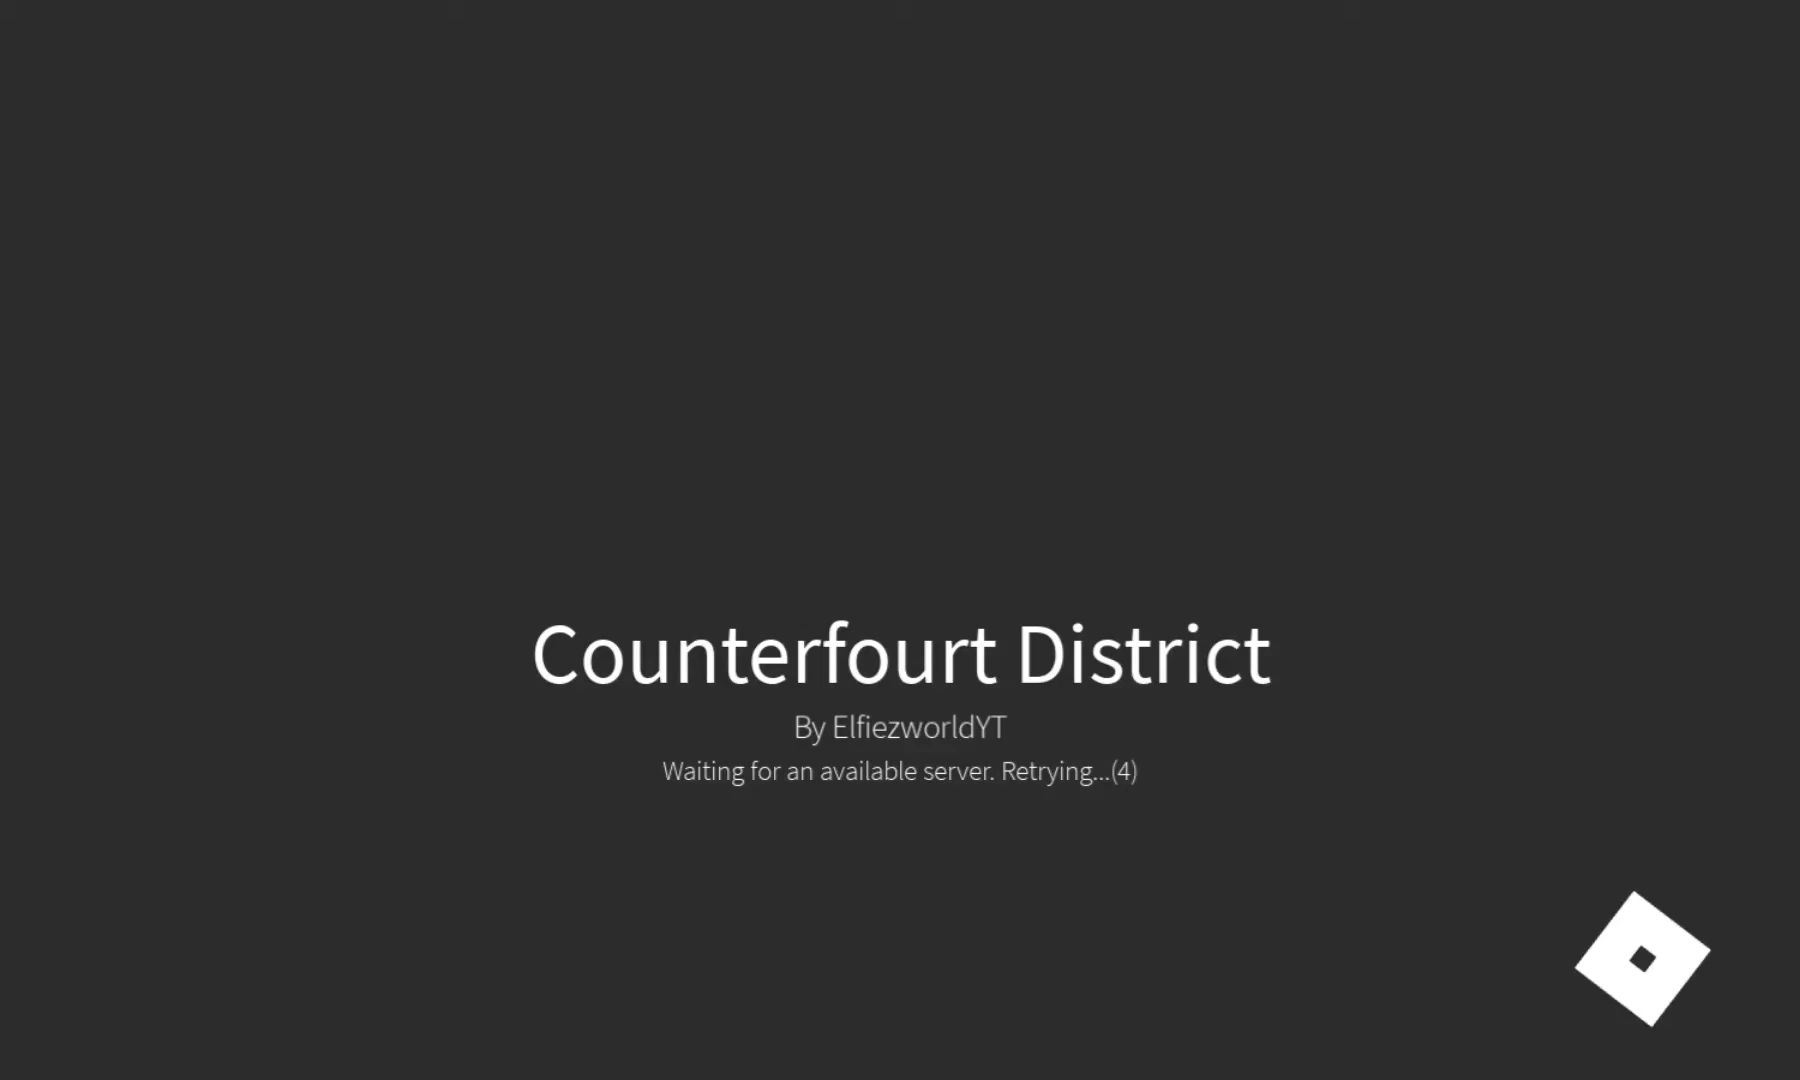 Counterfourt District
By ElfiezworldYT
Waiting for an available server. Retrying...(4)